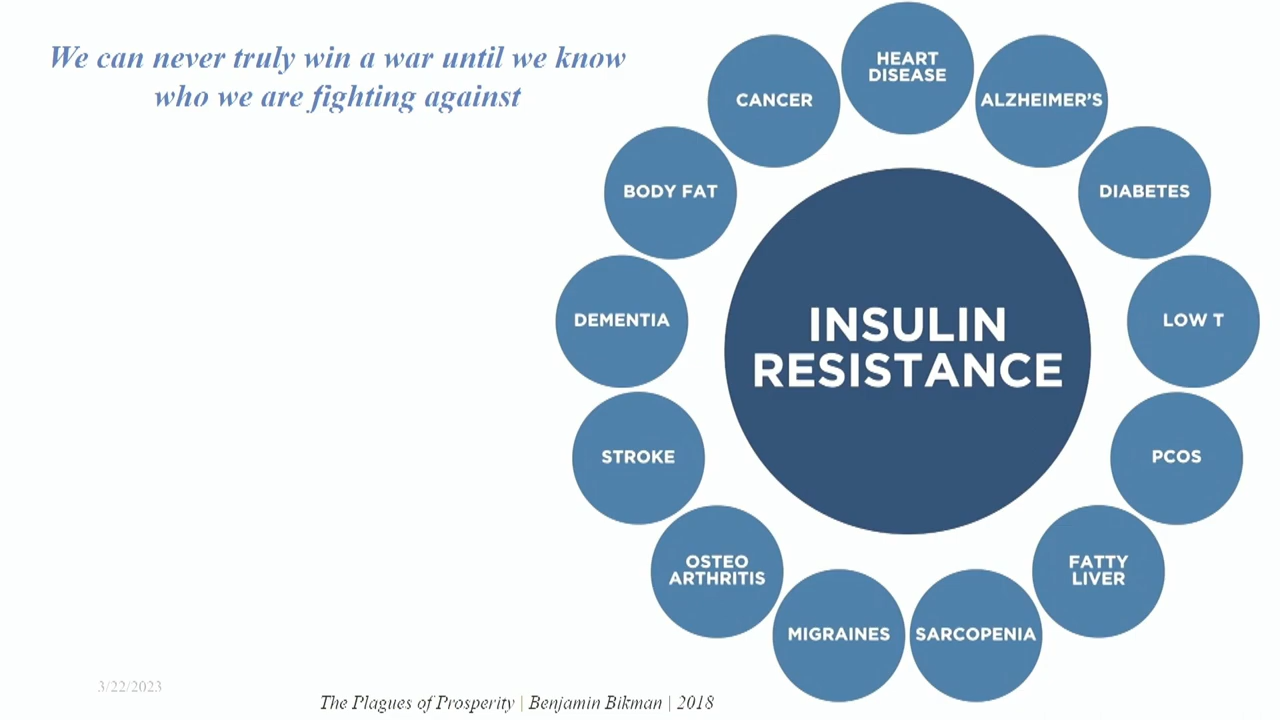 We can never truly win a war until we know
who we are fighting against
HEART
DISEASE
ALZHEIMER'S
DIABETES
LOW T
PCOS
FATTY
LIVER
SARCOPENIA
MIGRAINES
OSTEO
ARTHRITIS
STROKE
DEMENTIA
BODY FAT
CANCER
INSULIN
RESISTANCE
3/22/2023
The Plagues of Prosperity | Benjamin Bikman | 2018